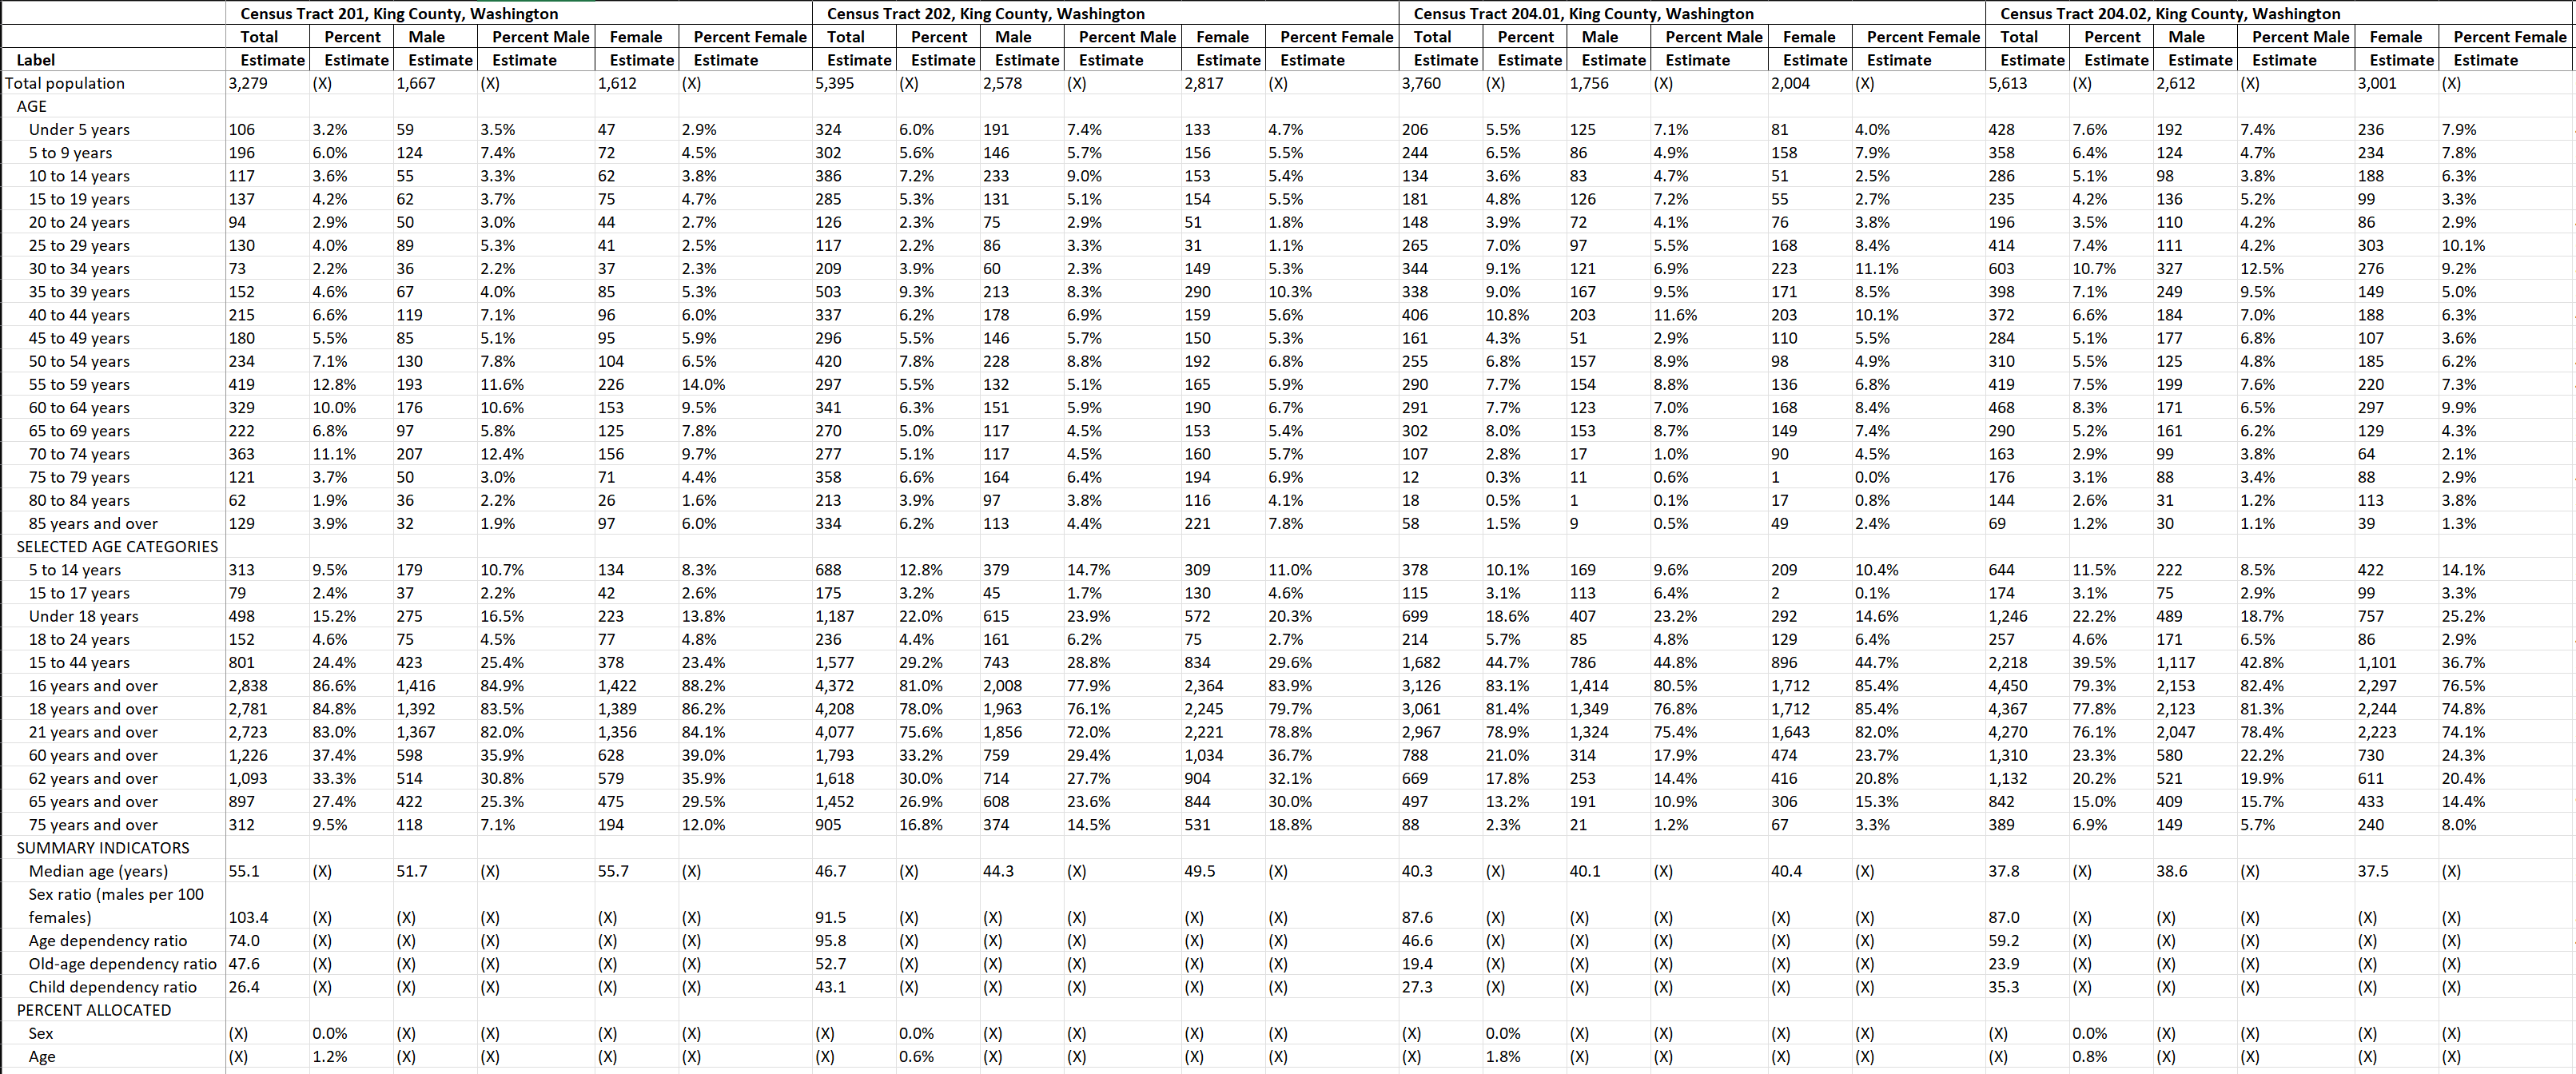 Census Tract 201, King County, Washington Census Tract 202, King County, Washington Census Tract 204.01, King County, Washington Census Tract 204.02, King County, Washington
Total Percent Male Percent Male Female Percent Female Total Percent Male Percent Male Female Percent Female Total Percent Male Percent Male Female Percent Female Total Percent Male Percent Male Female Percent Female
Label Estimate Estimate Estimate Estimate Estimate Estimate Estimate Estimate Estimate Estimate Estimate Estimate Estimate Estimate Estimate Estimate Estimate Estimate Estimate Estimate Estimate Estimate Estimate Estimate
Total population 3,279 (X) 1,667 (X) 1,612 (X) 5,395 (X) 2,578 (X) 2,817 (X) 3,760 (X) 1,756 (X) 2,004 (X) 5,613 (X) 2,612 (X) 3,001 (X)
AGE
Under 5 years 106 3.2% 59 3.5% 47 2.9% 324 6.0% 191 7.4% 133 4.7% 206 5.5% 125 7.1% 81 4.0% 428 7.6% 192 7.4% 236 7.9%
5 to 9 years 196 6.0% 124 7.4% 72 4.5% 302 5.6% 146 5.7% 156 5.5% 244 6.5% 86 4.9% 158 7.9% 358 6.4% 124 4.7% 234 7.8%
10 to 14 years 117 3.6% 55 3.3% 62 3.8% 386 7.2% 233 9.0% 153 5.4% 134 3.6% 83 4.7% 51 2.5% 286 5.1% 98 3.8% 188 6.3%
15 to 19 years 137 4.2% 62 3.7% 75 4.7% 285 5.3% 131 5.1% 154 5.5% 181 4.8% 126 7.2% 55 2.7% 235 4.2% 136 5.2% 99 3.3%
20 to 24 years 94 2.9% 50 3.0% 44 2.7% 126 2.3% 75 2.9% 51 1.8% 148 3.9% 72 4.1% 76 3.8% 196 3.5% 110 4.2% 86 2.9%
25 to 29 years 130 4.0% 89 5.3% 41 2.5% 117 2.2% 86 3.3% 31 1.1% 265 7.0% 97 5.5% 168 8.4% 414 7.4% 111 4.2% 303 10.1%
30 to 34 years 73 2.2% 36 2.2% 37 2.3% 209 3.9% 60 2.3% 149 5.3% 344 9.1% 121 6.9% 223 11.1% 603 10.7% 327 12.5% 276 9.2%
35 to 39 years 152 4.6% 67 4.0% 85 5.3% 503 9.3% 213 8.3% 290 10.3% 338 9.0% 167 9.5% 171 8.5% 398 7.1% 249 9.5% 149 5.0%
40 to 44 years 215 6.6% 119 7.1% 96 6.0% 337 6.2% 178 6.9% 159 5.6% 406 10.8% 203 11.6% 203 10.1% 372 6.6% 184 7.0% 188 6.3%
45 to 49 years 180 5.5% 85 5.1% 95 5.9% 296 5.5% 146 5.7% 150 5.3% 161 4.3% 51 2.9% 110 5.5% 284 5.1% 177 6.8% 107 3.6%
50 to 54 years 234 7.1% 130 7.8% 104 6.5% 420 7.8% 228 8.8% 192 6.8% 255 6.8% 157 8.9% 98 4.9% 310 5.5% 125 4.8% 185 6.2%
55 to 59 years 419 12.8% 193 11.6% 226 14.0% 297 5.5% 132 5.1% 165 5.9% 290 7.7% 154 8.8% 136 6.8% 419 7.5% 199 7.6% 220 7.3%
60 to 64 years 329 10.0% 176 10.6% 153 9.5% 341 6.3% 151 5.9% 190 6.7% 291 7.7% 123 7.0% 168 8.4% 468 8.3% 171 6.5% 297 9.9%
65 to 69 years 222 6.8% 97 5.8% 125 7.8% 270 5.0% 117 4.5% 153 5.4% 302 8.0% 153 8.7% 149 7.4% 290 5.2% 161 6.2% 129 4.3%
70 to 74 years 363 11.1% 207 12.4% 156 9.7% 277 5.1% 117 4.5% 160 5.7% 107 2.8% 17 1.0% 90 4.5% 163 2.9% 99 3.8% 64 2.1%
75 to 79 years 121 3.7% 50 3.0% 71 4.4% 358 6.6% 164 6.4% 194 6.9% 12 0.3% 11 0.6% 1 0.0% 176 3.1% 88 3.4% 88 2.9%
80 to 84 years 62 1.9% 36 2.2% 26 1.6% 213 3.9% 97 3.8% 116 4.1% 18 0.5% 1 0.1% 17 0.8% 144 2.6% 31 1.2% 113 3.8%
85 years and over 129 3.9% 32 1.9% 97 6.0% 334 6.2% 113 4.4% 221 7.8% 58 1.5% 9 0.5% 49 2.4% 69 1.2% 30 1.1% 39 1.3%
SELECTED AGE CATEGORIES
5 to 14 years 313 9.5% 179 10.7% 134 8.3% 688 12.8% 379 14.7% 309 11.0% 378 10.1% 169 9.6% 209 10.4% 644 11.5% 222 8.5% 422 14.1%
15 to 17 years 79 2.4% 37 2.2% 42 2.6% 175 3.2% 45 1.7% 130 4.6% 115 3.1% 113 6.4% 2 0.1% 174 3.1% 75 2.9% 99 3.3%
Under 18 years 498 15.2% 275 16.5% 223 13.8% 1,187 22.0% 615 23.9% 572 20.3% 699 18.6% 407 23.2% 292 14.6% 1,246 22.2% 489 18.7% 757 25.2%
18 to 24 years 152 4.6% 75 4.5% 77 4.8% 236 4.4% 161 6.2% 75 2.7% 214 5.7% 85 4.8% 129 6.4% 257 4.6% 171 6.5% 86 2.9%
15 to 44 years 801 24.4% 423 25.4% 378 23.4% 1,577 29.2% 743 28.8% 834 29.6% 1,682 44.7% 786 44.8% 896 44.7% 2,218 39.5% 1,117 42.8% 1,101 36.7%
16 years and over 2,838 86.6% 1,416 84.9% 1,422 88.2% 4,372 81.0% 2,008 77.9% 2,364 83.9% 3,126 83.1% 1,414 80.5% 1,712 85.4% 4,450 79.3% 2,153 82.4% 2,297 76.5%
18 years and over 2,781 84.8% 1,392 83.5% 1,389 86.2% 4,208 78.0% 1,963 76.1% 2,245 79.7% 3,061 81.4% 1,349 76.8% 1,712 85.4% 4,367 77.8% 2,123 81.3% 2,244 74.8%
21 years and over 2,723 83.0% 1,367 82.0% 1,356 84.1% 4,077 75.6% 1,856 72.0% 2,221 78.8% 2,967 78.9% 1,324 75.4% 1,643 82.0% 4,270 76.1% 2,047 78.4% 2,223 74.1%
60 years and over 1,226 37.4% 598 35.9% 628 39.0% 1,793 33.2% 759 29.4% 1,034 36.7% 788 21.0% 314 17.9% 474 23.7% 1,310 23.3% 580 22.2% 730 24.3%
62 years and over 1,093 33.3% 514 30.8% 579 35.9% 1,618 30.0% 714 27.7% 904 32.1% 669 17.8% 253 14.4% 416 20.8% 1,132 20.2% 521 19.9% 611 20.4%
65 years and over 897 27.4% 422 25.3% 475 29.5% 1,452 26.9% 608 23.6% 844 30.0% 497 13.2% 191 10.9% 306 15.3% 842 15.0% 409 15.7% 433 14.4%
75 years and over 312 9.5% 118 7.1% 194 12.0% 905 16.8% 374 14.5% 531 18.8% 88 2.3% 21 1.2% 67 3.3% 389 6.9% 149 5.7% 240 8.0%
SUMMARY INDICATORS
Median age (years) 55.1 (X) 51.7 (X) 55.7 (X) 46.7 (X) 44.3 (X) 49.5 (X) 40.3 (X) 40.1 (X) 40.4 (X) 37.8 (X) 38.6 (X) 37.5 (X)
Sex ratio (males per 100
females) 103.4 (X) (X) (X) (X) (X) 91.5 (X) (X) (X) (X) (X) 87.6 (X) (X) (X) (X) (X) 87.0 (X) (X) (X) (X) (X)
Age dependency ratio 74.0 (X) (X) (X) (X) (X) 95.8 (X) (X) (X) (X) (X) 46.6 (X) (X) (X) (X) (X) 59.2 (X) (X) (X) (X) (X)
Old-age dependency ratio 47.6 (X) (X) (X) (X) (X) 52.7 (X) (X) (X) (X) (X) 19.4 (X) (X) (X) (X) (X) 23.9 (X) (X) (X) (X) (X)
Child dependency ratio 26.4 (X) (X) (X) (X) (X) 43.1 (X) (X) (X) (X) (X) 27.3 (X) (X) (X) (X) (X) 35.3 (X) (X) (X) (X) (X)
PERCENT ALLOCATED
Sex (X) 0.0% (X) (X) (X) (X) (X) 0.0% (X) (X) (X) (X) (X) 0.0% (X) (X) (X) (X) (X) 0.0% (X) (X) (X) (X)
Age (X) 1.2% (X) (X) (X) (X) (X) 0.6% (X) (X) (X) (X) (X) 1.8% (X) (X) (X) (X) (X) 0.8% (X) (X) (X) (X)